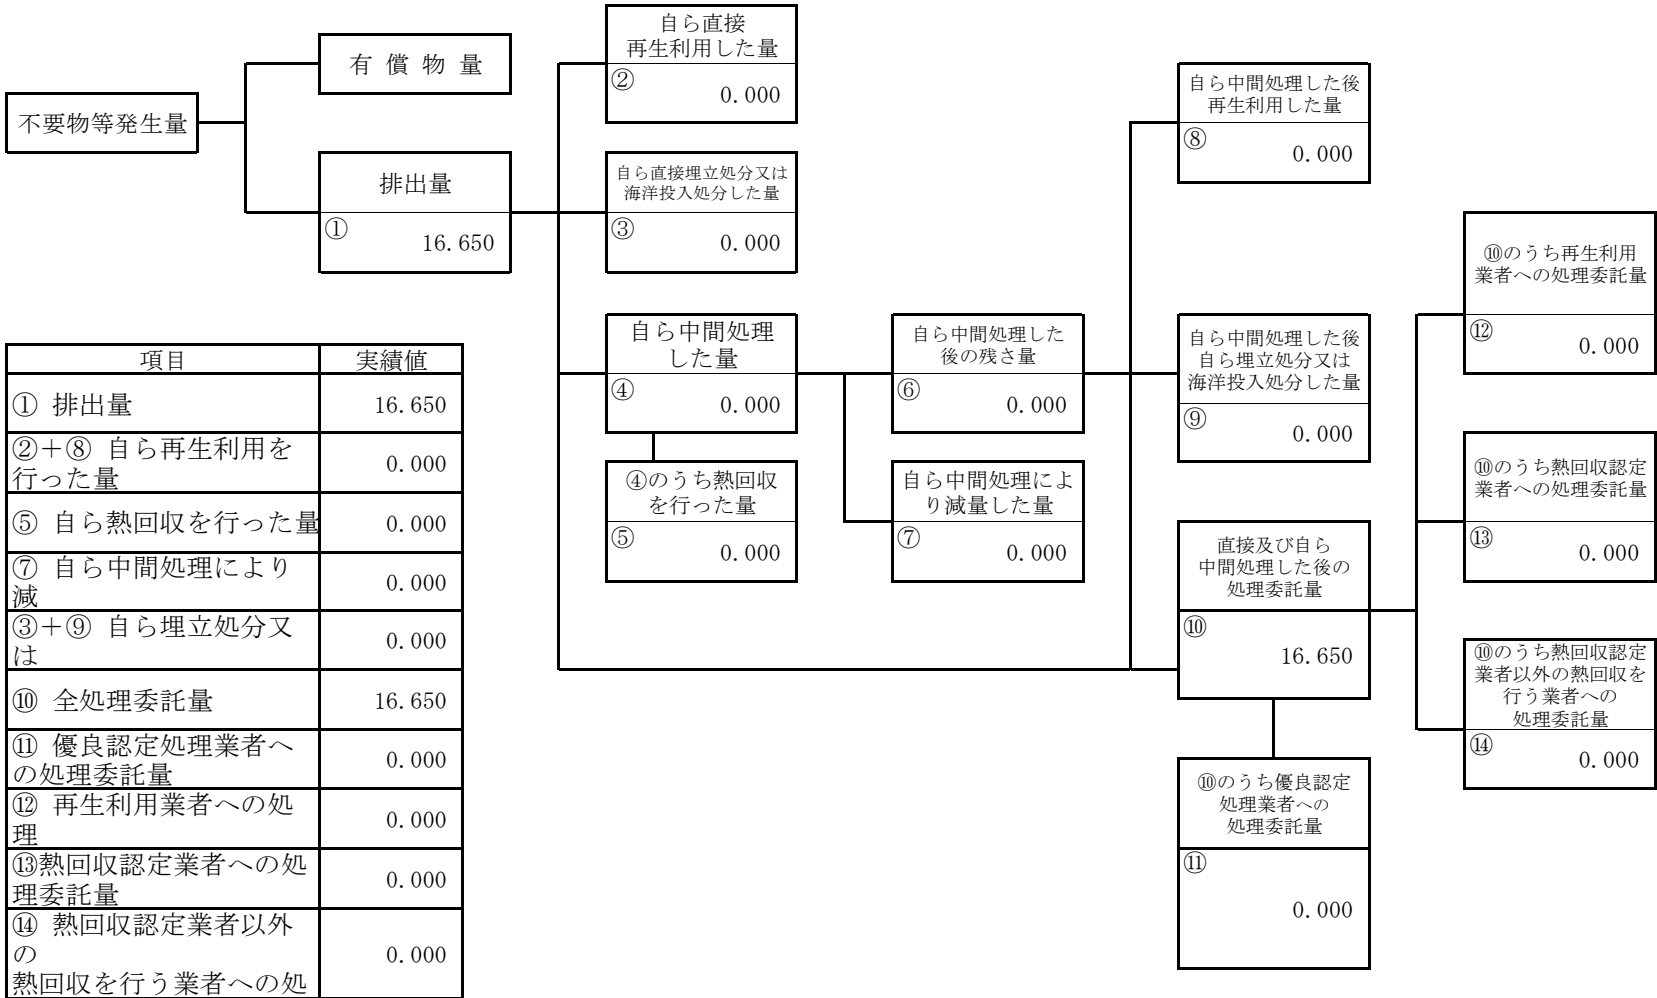 不要物等発生量
有 償 物 量
排出量
①
16.650
自ら直接
再生利用した量
②
0.000
自ら直接埋立処分又は
海洋投入処分した量
③
0.000
自ら中間処理
した量
④
0.000
④のうち熱回収
を行った量
⑤
0.000
自ら中間処理した
後の残さ量
⑥
0.000
自ら中間処理によ
り減量した量
⑦
0.000
自ら中間処理した後
再生利用した量
⑧
0.000
自ら中間処理した後
自ら埋立処分又は
海洋投入処分した量
⑨
0.000
直接及び自ら
中間処理した後の
処理委託量
⑩
16.650
⑩のうち優良認定
処理業者への
処理委託量
⑪
0.000
⑩のうち再生利用
業者への処理委託量
⑫
0.000
⑩のうち熱回収認定
業者への処理委託量
⑬
0.000
⑩のうち熱回収認定
業者以外の熱回収を
行う業者への
処理委託量
⑭
0.000
項目 実績値
① 排出量 16.650
②＋⑧ 自ら再生利用を
行った量 0.000
⑤ 自ら熱回収を行った量 0.000
⑦ 自ら中間処理により
減 0.000
③＋⑨ 自ら埋立処分又
は 0.000
⑩ 全処理委託量 16.650
⑪ 優良認定処理業者へ
の処理委託量 0.000
⑫ 再生利用業者への処
理 0.000
⑬熱回収認定業者への処
理委託量 0.000
⑭ 熱回収認定業者以外
の 0.000
熱回収を行う業者への処